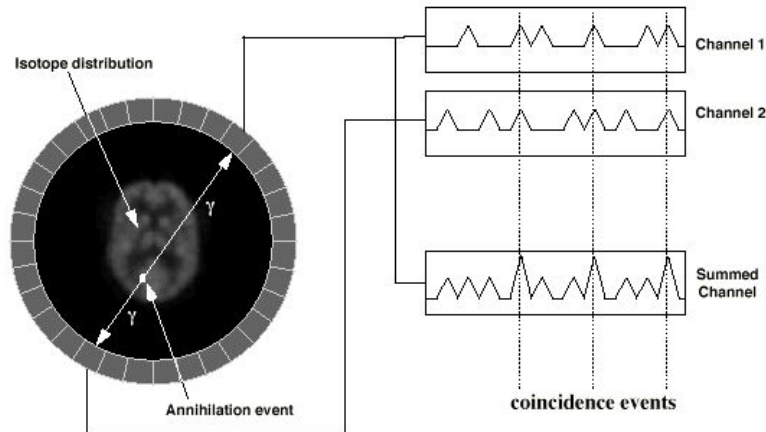 Isotope distribution
γ
γ
Annihilation event
Channel 1
Channel 2
Summed
Channel
coincidence events